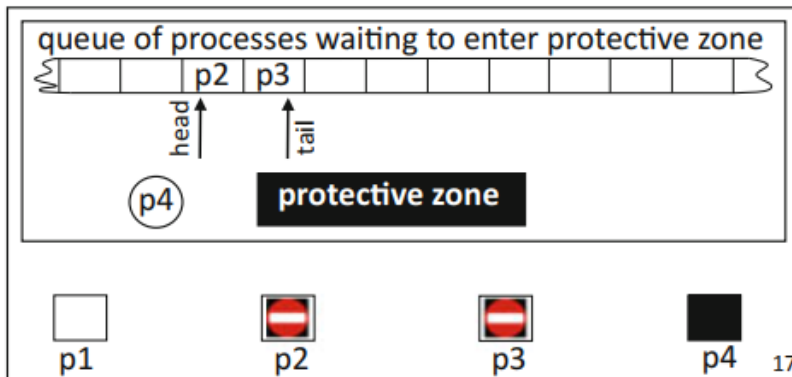 queue of processes waiting to enter protective zone
p2 p3
head tail
p4 protective zone
p1 p2 p3 p4 17